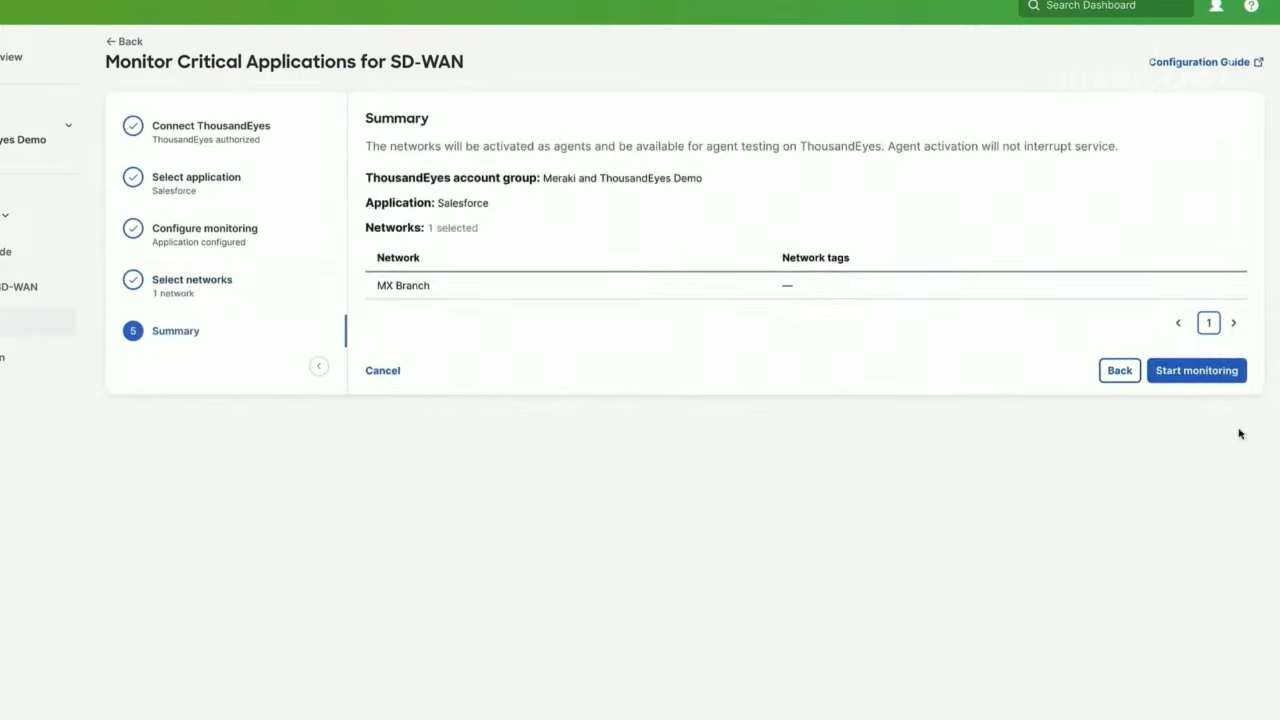 Search Dashboard
← Back
view
Monitor Critical Applications for SD-WAN
Configuration Guide
yes Demo
Connect ThousandEyes
ThousandEyes authorized
Select application
Salesforce
Configure monitoring
Application configured
Select networks
1 network
5 Summary
de
SD-WAN
n
Summary
The networks will be activated as agents and be available for agent testing on ThousandEyes. Agent activation will not interrupt service.
ThousandEyes account group: Meraki and ThousandEyes Demo
Application: Salesforce
Networks: 1 selected
Network Network tags
MX Branch —
1
Cancel Back Start monitoring